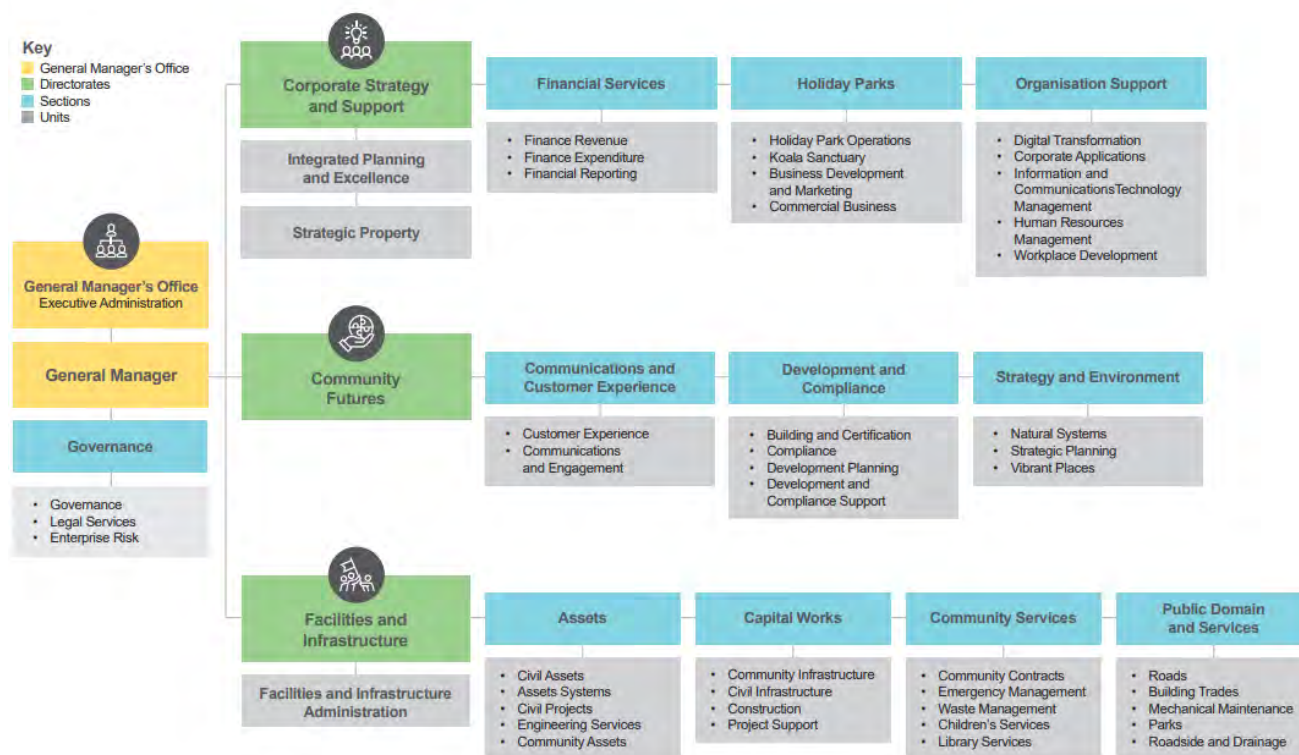 Key
General Manager's Office
Directorates
Sections
Units
General Manager's Office
Executive Administration
General Manager
Governance
• Governance
• Legal Services
• Enterprise Risk
Corporate Strategy
and Support
Integrated Planning
and Excellence
Strategic Property
Financial Services
• Finance Revenue
• Finance Expenditure
• Financial Reporting
Holiday Parks
• Holiday Park Operations
• Koala Sanctuary
• Business Development
and Marketing
• Commercial Business
Organisation Support
• Digital Transformation
• Corporate Applications
• Information and
CommunicationsTechnology
Management
• Human Resources
Management
• Workplace Development
Community
Futures
Communications and
Customer Experience
• Customer Experience
• Communications
and Engagement
Development and
Compliance
• Building and Certification
• Compliance
• Development Planning
• Development and
Compliance Support
Strategy and Environment
• Natural Systems
• Strategic Planning
• Vibrant Places
Facilities and
Infrastructure
Facilities and Infrastructure
Administration
Assets
• Civil Assets
• Assets Systems
• Civil Projects
• Engineering Services
• Community Assets
Capital Works
• Community Infrastructure
• Civil Infrastructure
• Construction
• Project Support
Community Services
• Community Contracts
• Emergency Management
• Waste Management
• Children's Services
• Library Services
Public Domain
and Services
• Roads
• Building Trades
• Mechanical Maintenance
• Parks
• Roadside and Drainage